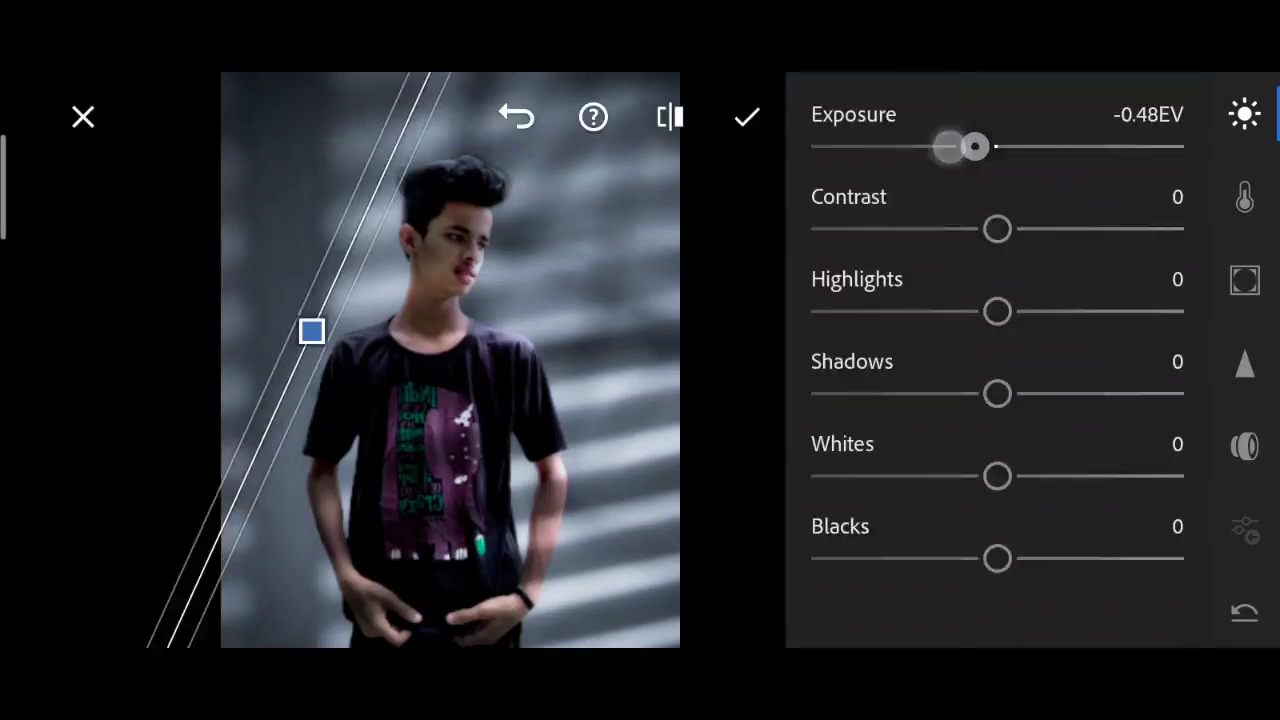 Exposure -0.48EV
Contrast 0
Highlights 0
Shadows 0
Whites 0
Blacks 0